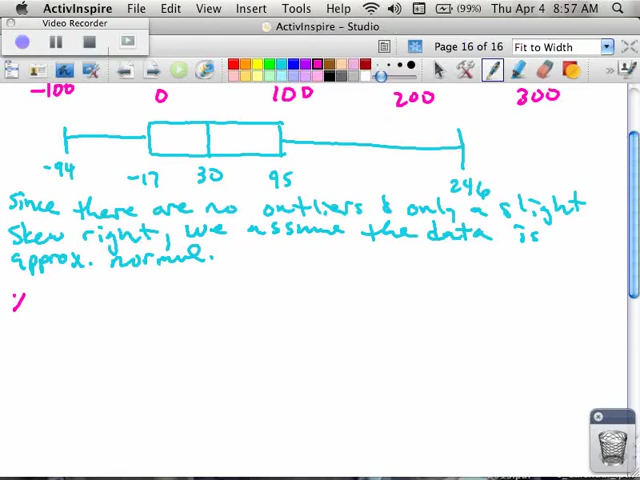 ActivInspire File Edit View Insert Tools Help (99%) Thu Apr 4 8:57 AM
Video Recorder
ActivInspire - Studio
Page 16 of 16 Fit to Width
-100 0 100 200 300
-94 -17 30 95 246
Since there are no outliers & only a slight
skew right, we assume the data is
approx. normal.